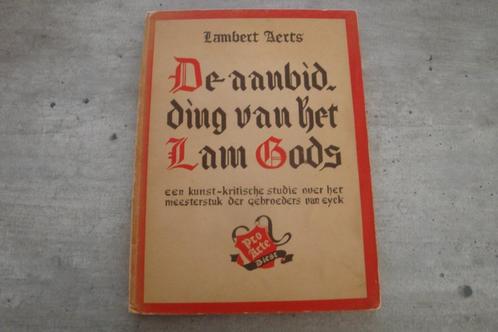 Lambert Aerts
De aanbid-
ding van het
Lam Gods
een kunst-kritische studie over het
meesterstuk der gebroeders van eyck
Pro
Arte
Diest